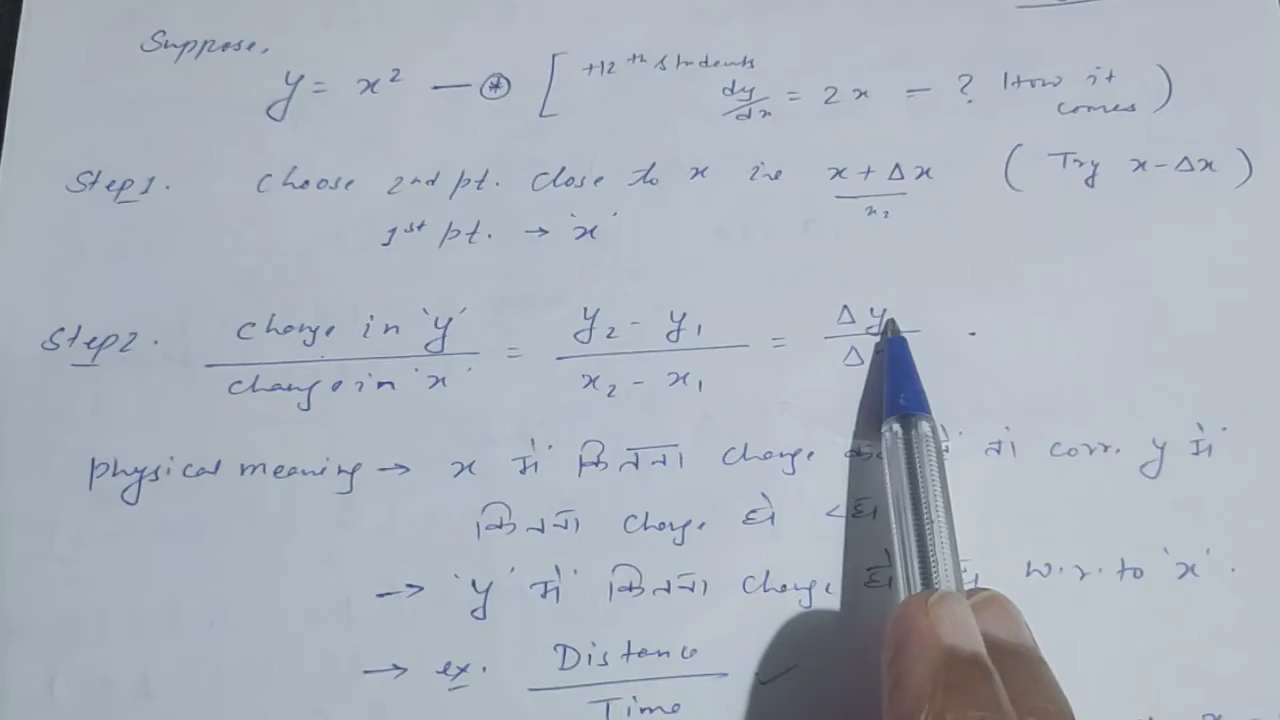 Suppose,
y = x² — ⊛ [ +12th students
dy/dx = 2x — ? How it comes )
Step 1. Choose 2nd pt. close to x i.e x + Δx ( Try x - Δx )
x₂
1st pt. → 'x'
Step 2. change in 'y' / change in 'x' = y₂ - y₁ / x₂ - x₁ = Δy / Δ
physical meaning → x में कितना change तो corr. y में
कितना change हो रहा
→ 'y' में कितना change w.r.to 'x'.
→ ex. Distance / Time